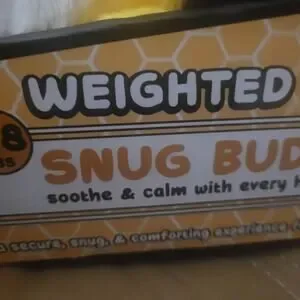 WEIGHTED
8
SNUG BUD
soothe & calm with every h
a secure, snug, & comforting experience